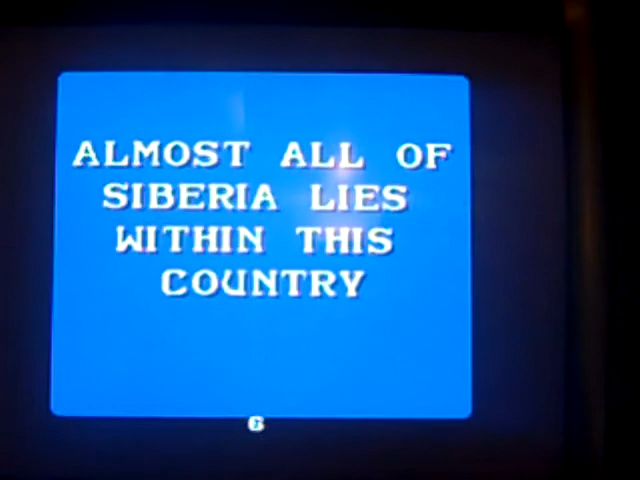 ALMOST ALL OF
SIBERIA LIES
WITHIN THIS
COUNTRY
6